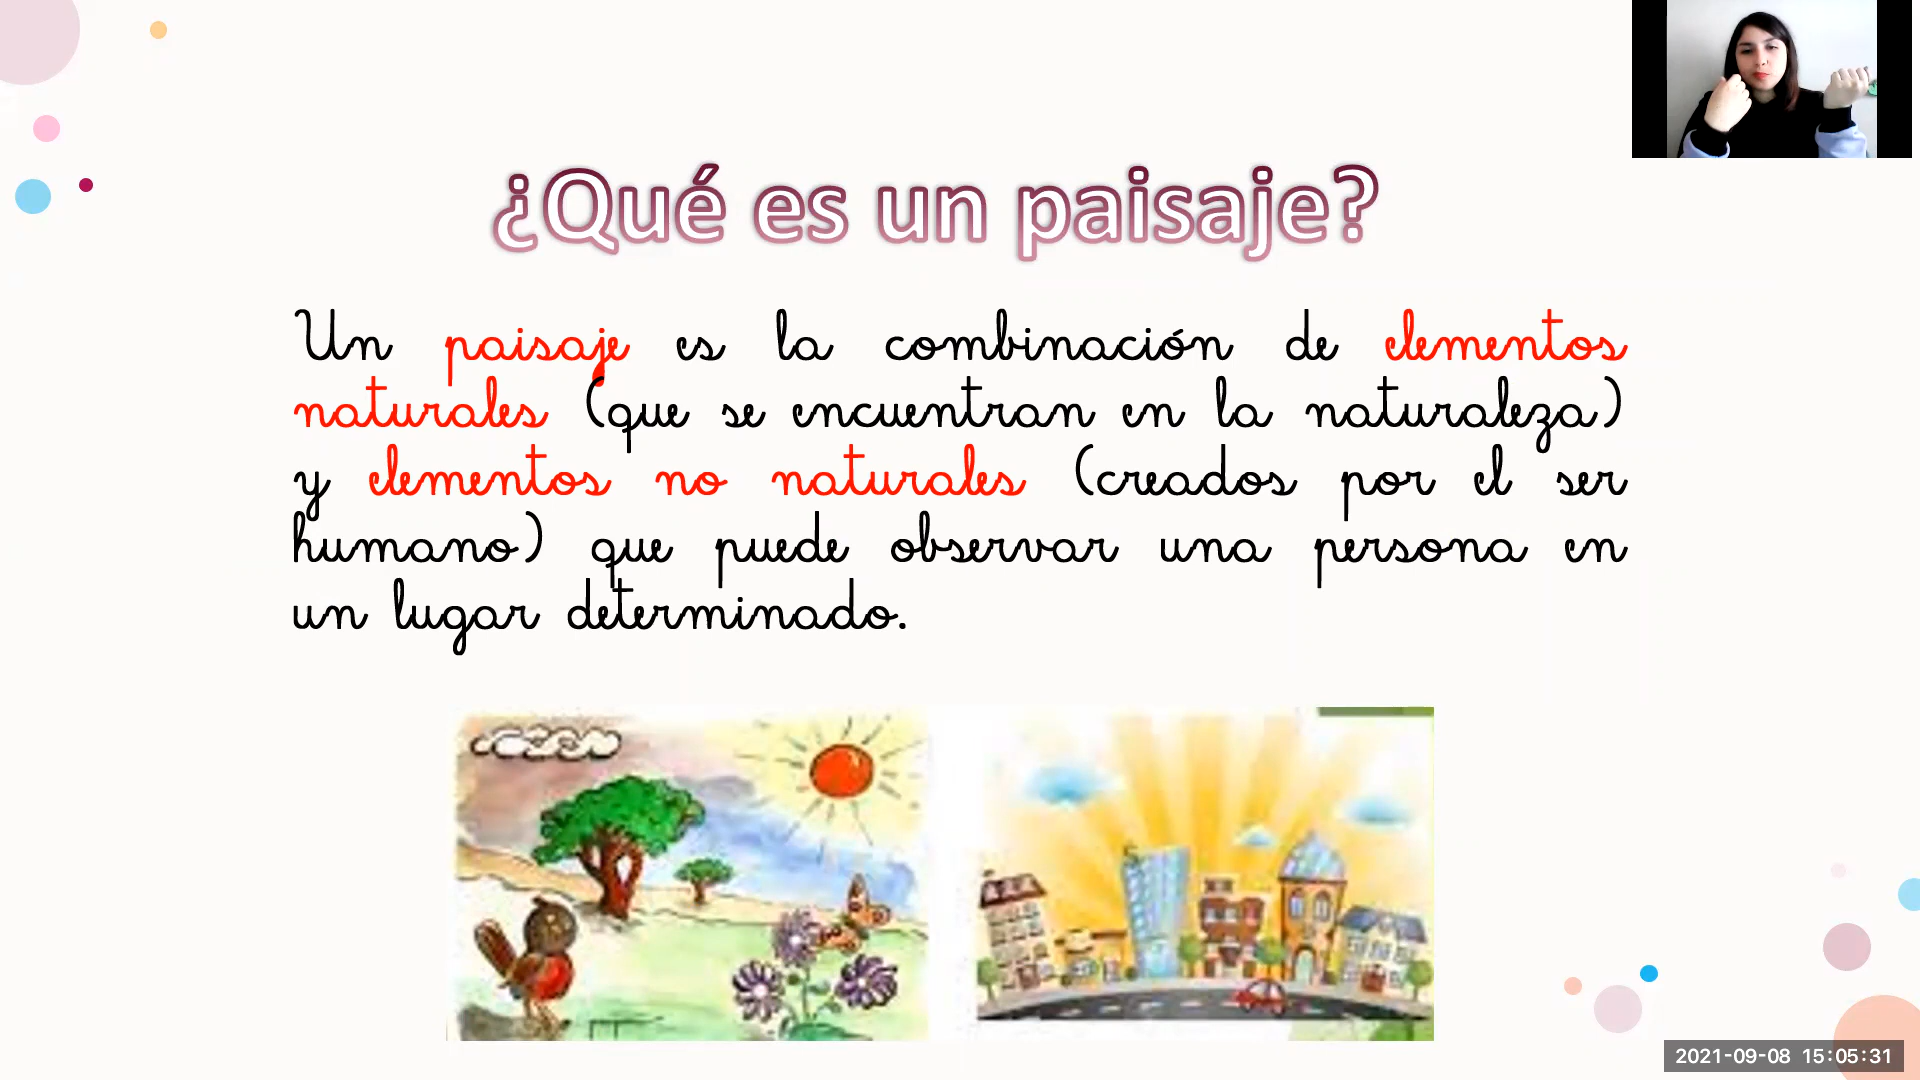 ¿Qué es un paisaje?
Un paisaje es la combinación de elementos
naturales (que se encuentran en la naturaleza)
y elementos no naturales (creados por el ser
humano) que puede observar una persona en
un lugar determinado.
2021-09-08 15:05:31